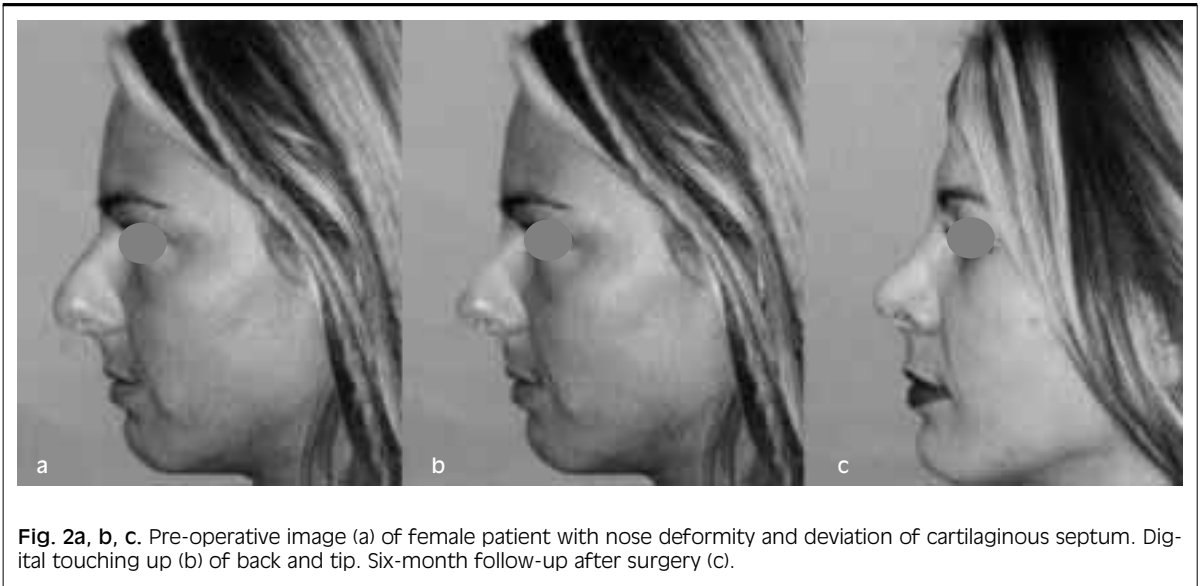 a b c
Fig. 2a, b, c. Pre-operative image (a) of female patient with nose deformity and deviation of cartilaginous septum. Dig-
ital touching up (b) of back and tip. Six-month follow-up after surgery (c).